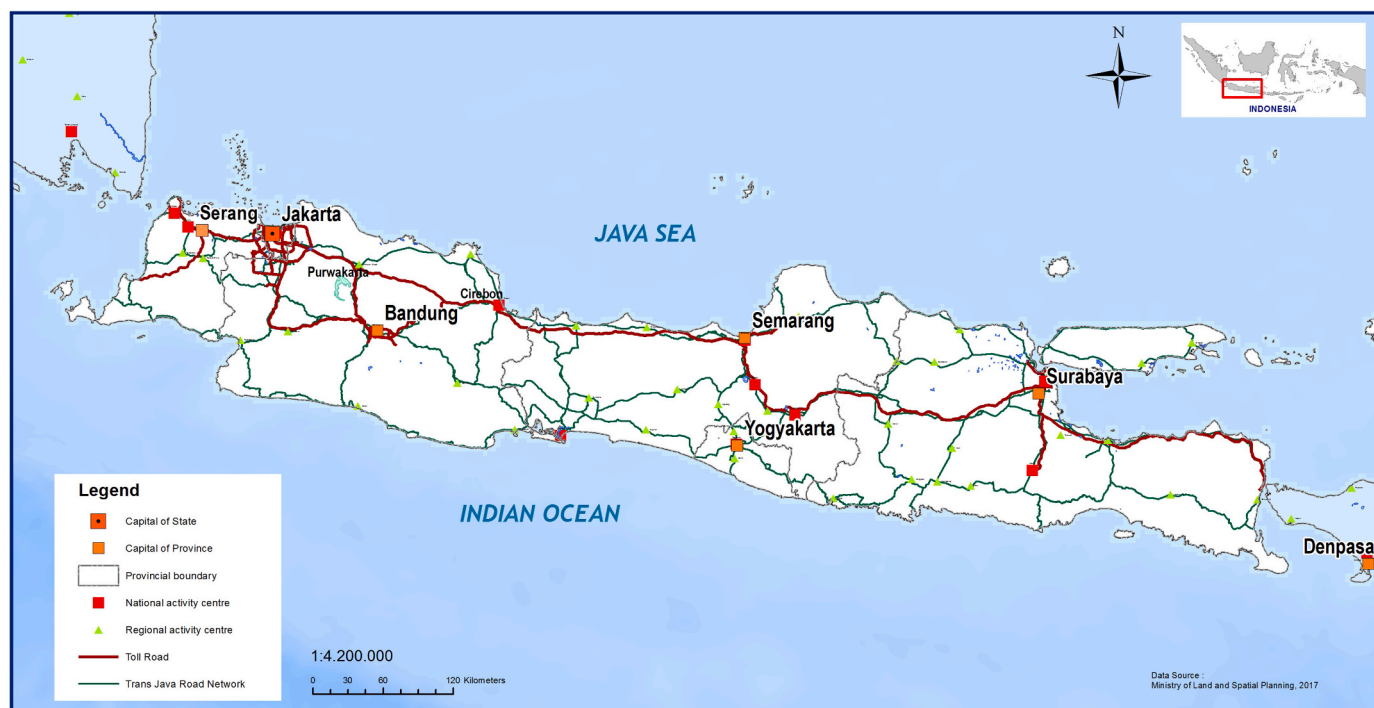 N
INDONESIA
Serang
Jakarta
JAVA SEA
Purwakarta
Cirebon
Bandung
Semarang
Surabaya
Yogyakarta
INDIAN OCEAN
Denpasa
Legend
Capital of State
Capital of Province
Provincial boundary
National activity centre
Regional activity centre
Toll Road
Trans Java Road Network
1:4.200.000
0 30 60 120 Kilometers
Data Source :
Ministry of Land and Spatial Planning, 2017